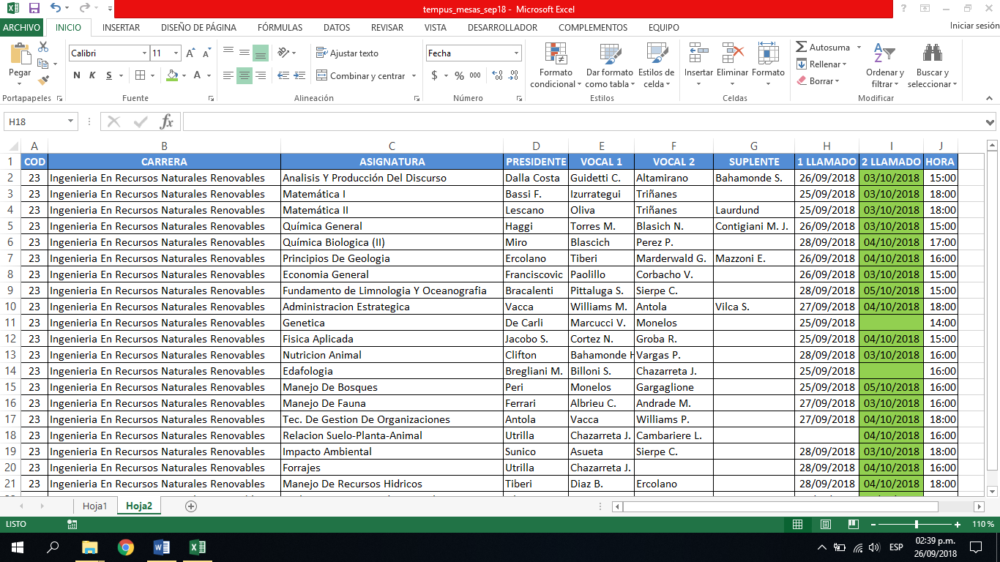 tempus_mesas_sep18 - Microsoft Excel
ARCHIVO INICIO INSERTAR DISEÑO DE PÁGINA FÓRMULAS DATOS REVISAR VISTA DESARROLLADOR COMPLEMENTOS EQUIPO Iniciar sesión
Pegar
Calibri 11
N K S
Ajustar texto
Combinar y centrar
Fecha
$ % 000
Formato condicional
Dar formato como tabla
Estilos de celda
Insertar Eliminar Formato
Autosuma
Rellenar
Borrar
Ordenar y filtrar
Buscar y seleccionar
Portapapeles Fuente Alineación Número Estilos Celdas Modificar
H18 fx
A B C D E F G H I J
1 COD CARRERA ASIGNATURA PRESIDENTE VOCAL 1 VOCAL 2 SUPLENTE 1 LLAMADO 2 LLAMADO HORA
2 23 Ingenieria En Recursos Naturales Renovables Analisis Y Producción Del Discurso Dalla Costa Guidetti C. Altamirano Bahamonde S. 26/09/2018 03/10/2018 15:00
3 23 Ingenieria En Recursos Naturales Renovables Matemática I Bassi F. Izurrategui Triñanes 25/09/2018 03/10/2018 18:00
4 23 Ingenieria En Recursos Naturales Renovables Matemática II Lescano Oliva Triñanes Laurdund 25/09/2018 03/10/2018 18:00
5 23 Ingenieria En Recursos Naturales Renovables Química General Haggi Torres M. Blasich N. Contigiani M. J. 26/09/2018 03/10/2018 15:00
6 23 Ingenieria En Recursos Naturales Renovables Química Biologica (II) Miro Blascich Perez P. 28/09/2018 04/10/2018 17:00
7 23 Ingenieria En Recursos Naturales Renovables Principios De Geologia Ercolano Tiberi Marderwald G. Mazzoni E. 26/09/2018 04/10/2018 16:00
8 23 Ingenieria En Recursos Naturales Renovables Economia General Franciscovic Paolillo Corbacho V. 26/09/2018 03/10/2018 15:00
9 23 Ingenieria En Recursos Naturales Renovables Fundamento de Limnologia Y Oceanografia Bracalenti Pittaluga S. Sierpe C. 28/09/2018 05/10/2018 15:00
10 23 Ingenieria En Recursos Naturales Renovables Administracion Estrategica Vacca Williams M. Antola Vilca S. 27/09/2018 04/10/2018 18:00
11 23 Ingenieria En Recursos Naturales Renovables Genetica De Carli Marcucci V. Monelos 25/09/2018 14:00
12 23 Ingenieria En Recursos Naturales Renovables Fisica Aplicada Jacobo S. Cortez N. Groba R. 25/09/2018 04/10/2018 15:00
13 23 Ingenieria En Recursos Naturales Renovables Nutricion Animal Clifton Bahamonde H Vargas P. 28/09/2018 03/10/2018 16:00
14 23 Ingenieria En Recursos Naturales Renovables Edafologia Bregliani M. Billoni S. Chazarreta J. 25/09/2018 16:00
15 23 Ingenieria En Recursos Naturales Renovables Manejo De Bosques Peri Monelos Gargaglione 25/09/2018 05/10/2018 16:00
16 23 Ingenieria En Recursos Naturales Renovables Manejo De Fauna Ferrari Albrieu C. Andrade M. 27/09/2018 03/10/2018 16:00
17 23 Ingenieria En Recursos Naturales Renovables Tec. De Gestion De Organizaciones Antola Vacca Williams P. 27/09/2018 04/10/2018 18:00
18 23 Ingenieria En Recursos Naturales Renovables Relacion Suelo-Planta-Animal Utrilla Chazarreta J. Cambariere L. 04/10/2018 16:00
19 23 Ingenieria En Recursos Naturales Renovables Impacto Ambiental Sunico Asueta Sierpe C. 28/09/2018 03/10/2018 18:00
20 23 Ingenieria En Recursos Naturales Renovables Forrajes Utrilla Chazarreta J. 28/09/2018 04/10/2018 16:00
21 23 Ingenieria En Recursos Naturales Renovables Manejo De Recursos Hidricos Tiberi Diaz B. Ercolano 28/09/2018 04/10/2018 18:00
Hoja1 Hoja2
LISTO 110 %
ESP 02:39 p.m.
26/09/2018